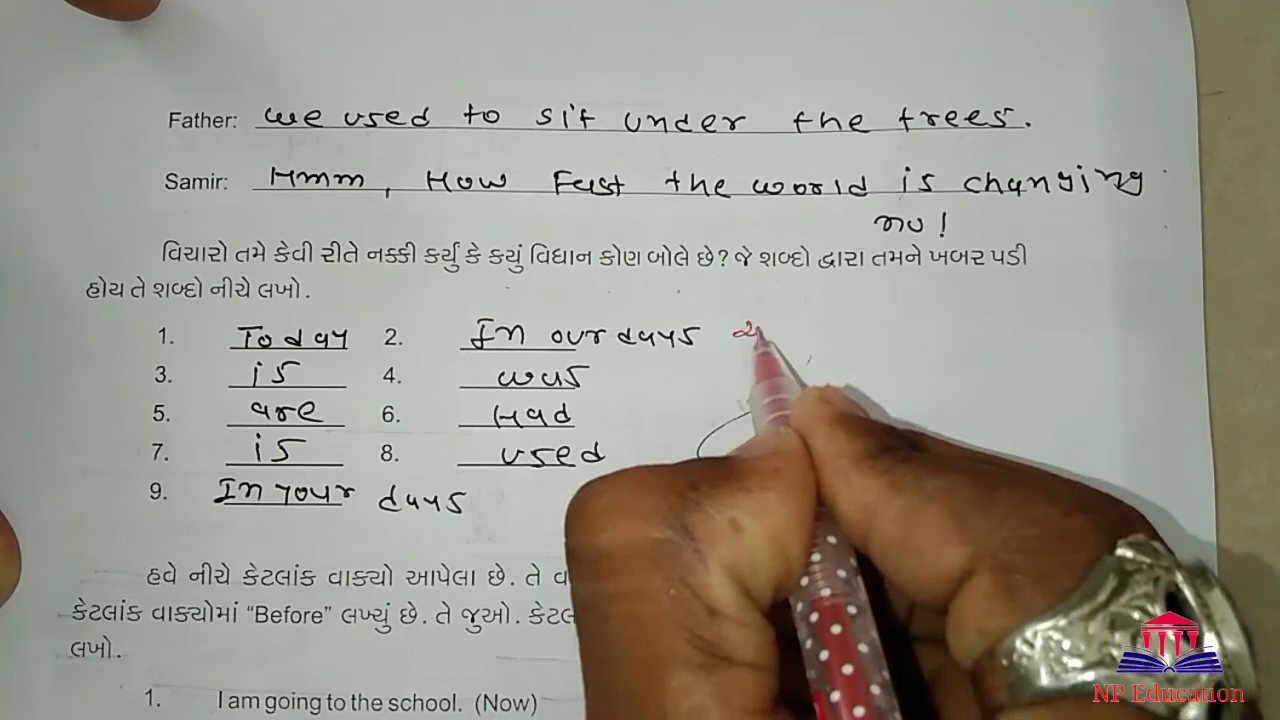 Father: we used to sit under the trees.
Samir: Hmm, How Fast the world is changing
no!
વિચારો તમે કેવી રીતે નક્કી કર્યું કે કયું વિધાન કોણ બોલે છે? જે શબ્દો દ્વારા તમને ખબર પડી
હોય તે શબ્દો નીચે લખો.
1. Today 2. In our days
3. is 4. was
5. are 6. Had
7. is 8. used
9. In your days
હવે નીચે કેટલાંક વાક્યો આપેલા છે. તે
કેટલાંક વાક્યોમાં "Before" લખ્યું છે. તે જુઓ.
લખો.
1. I am going to the school. (Now)
NP Education